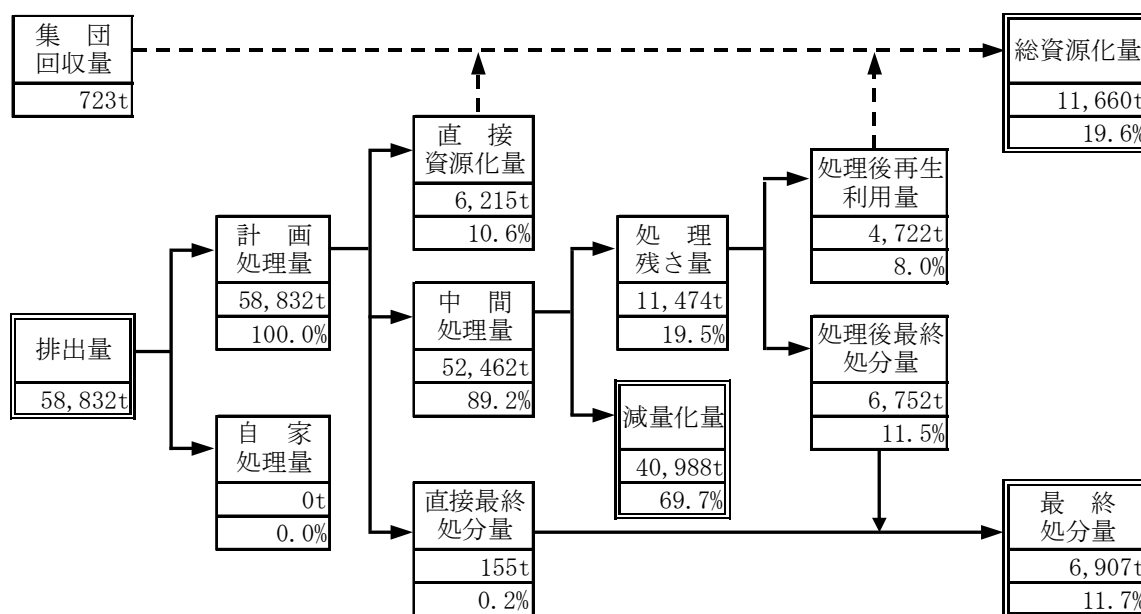 集　団
回収量
723t
総資源化量
11,660t
19.6%
直　接
資源化量
6,215t
10.6%
処理後再生
利用量
4,722t
8.0%
計　画
処理量
58,832t
100.0%
処　理
残さ量
11,474t
19.5%
中　間
処理量
52,462t
89.2%
排出量
58,832t
処理後最終
処分量
6,752t
11.5%
減量化量
40,988t
69.7%
自　家
処理量
0t
0.0%
直接最終
処分量
155t
0.2%
最　終
処分量
6,907t
11.7%